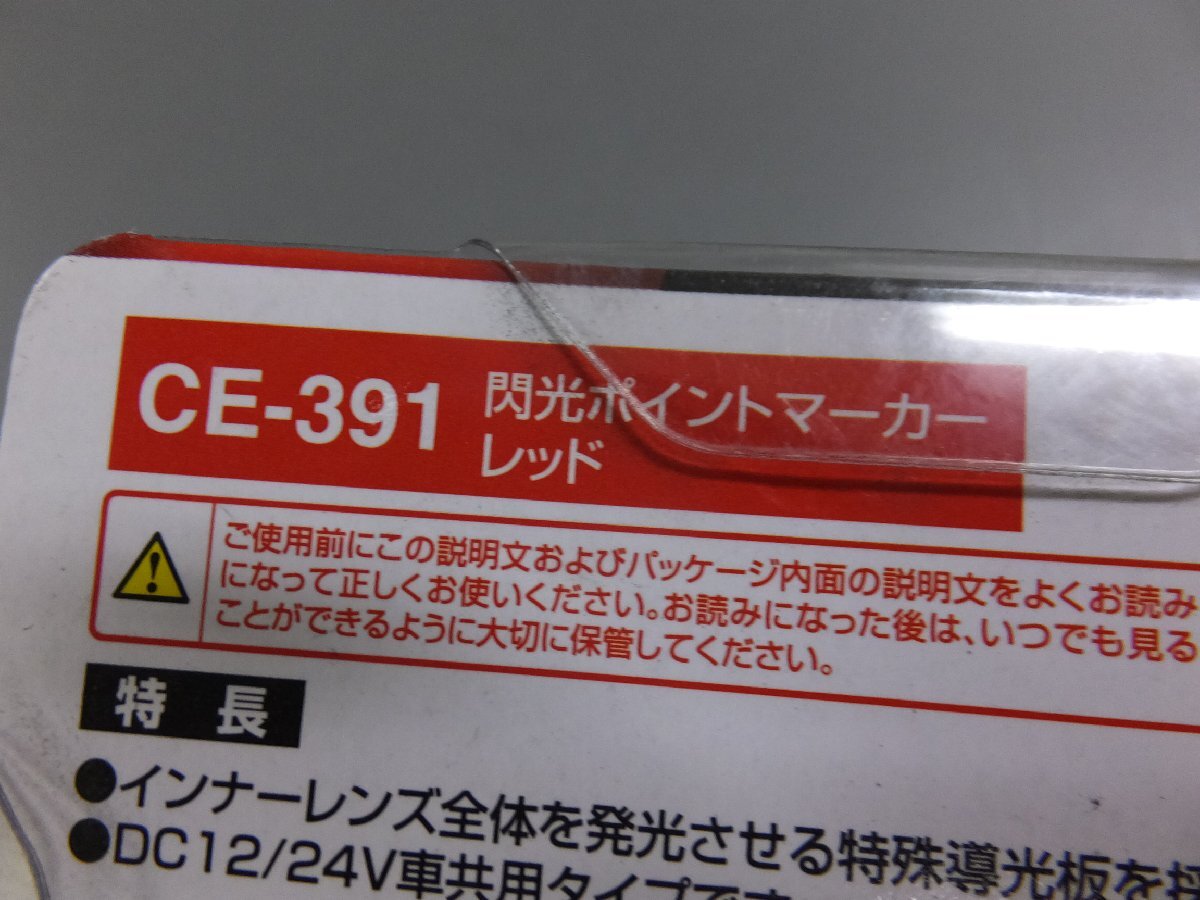 CE-391 閃光ポイントマーカー
レッド
ご使用前にこの説明文およびパッケージ内面の説明文をよくお読み
になって正しくお使いください。お読みになった後は、いつでも見る
ことができるように大切に保管してください。
特長
●インナーレンズ全体を発光させる特殊導光板を採
●DC12/24V車共用タイプです